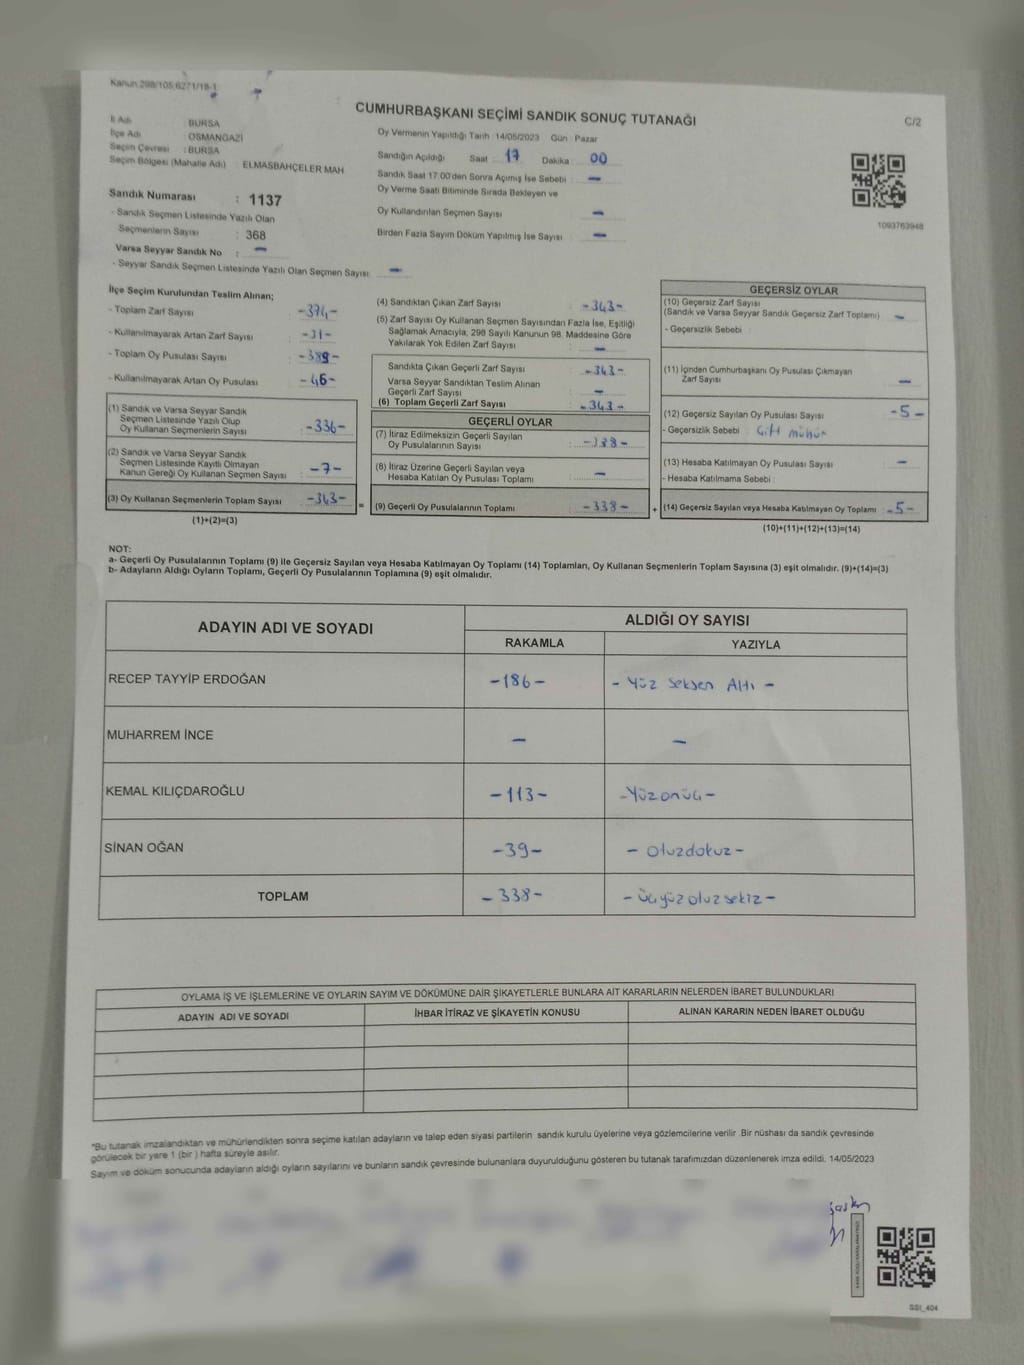 Kanun:298/105,6271/18-1
CUMHURBAŞKANI SEÇİMİ SANDIK SONUÇ TUTANAĞI
C/2
İl Adı : BURSA
İlçe Adı : OSMANGAZİ
Seçim Çevresi : BURSA
Seçim Bölgesi (Mahalle Adı) : ELMASBAHÇELER MAH
Sandık Numarası : 1137
- Sandık Seçmen Listesinde Yazılı Olan
Seçmenlerin Sayısı : 368
Varsa Seyyar Sandık No : -
- Seyyar Sandık Seçmen Listesinde Yazılı Olan Seçmen Sayısı: -
Oy Vermenin Yapıldığı Tarih :14/05/2023 Gün : Pazar
Sandığın Açıldığı Saat : 17 Dakika : 00
Sandık Saat 17:00'den Sonra Açımış İse Sebebi : -
Oy Verme Saati Bitiminde Sırada Bekleyen ve
Oy Kullandırılan Seçmen Sayısı : -
Birden Fazla Sayım Döküm Yapılmış İse Sayısı : -
1093763948
İlçe Seçim Kurulundan Teslim Alınan;
- Toplam Zarf Sayısı : -374-
- Kullanılmayarak Artan Zarf Sayısı : -31-
- Toplam Oy Pusulası Sayısı : -389-
- Kullanılmayarak Artan Oy Pusulası : -46-
(1) Sandık ve Varsa Seyyar Sandık
Seçmen Listesinde Yazılı Olup
Oy Kullanan Seçmenlerin Sayısı : -336-
(2) Sandık ve Varsa Seyyar Sandık
Seçmen Listesinde Kayıtlı Olmayan
Kanun Gereği Oy Kullanan Seçmen Sayısı : -7-
(3) Oy Kullanan Seçmenlerin Toplam Sayısı : -343-
(1)+(2)=(3)
=
(4) Sandıktan Çıkan Zarf Sayısı : -343-
(5) Zarf Sayısı Oy Kullanan Seçmen Sayısından Fazla İse, Eşitliği
Sağlamak Amacıyla, 298 Sayılı Kanunun 98. Maddesine Göre
Yakılarak Yok Edilen Zarf Sayısı : -
Sandıkta Çıkan Geçerli Zarf Sayısı : -343-
Varsa Seyyar Sandıktan Teslim Alınan
Geçerli Zarf Sayısı : -
(6) Toplam Geçerli Zarf Sayısı : -343-
GEÇERLİ OYLAR
(7) İtiraz Edilmeksizin Geçerli Sayılan
Oy Pusulalarının Sayısı : -338-
(8) İtiraz Üzerine Geçerli Sayılan veya
Hesaba Katılan Oy Pusulası Toplamı : -
(9) Geçerli Oy Pusulalarının Toplamı : -338-
+
GEÇERSİZ OYLAR
(10) Geçersiz Zarf Sayısı
(Sandık ve Varsa Seyyar Sandık Geçersiz Zarf Toplamı) : -
- Geçersizlik Sebebi :
(11) İçinden Cumhurbaşkanı Oy Pusulası Çıkmayan
Zarf Sayısı : -
(12) Geçersiz Sayılan Oy Pusulası Sayısı : -5-
- Geçersizlik Sebebi : Çift mühür
(13) Hesaba Katılmayan Oy Pusulası Sayısı : -
- Hesaba Katılmama Sebebi :
(14) Geçersiz Sayılan veya Hesaba Katılmayan Oy Toplamı : -5-
(10)+(11)+(12)+(13)=(14)
NOT:
a- Geçerli Oy Pusulalarının Toplamı (9) ile Geçersiz Sayılan veya Hesaba Katılmayan Oy Toplamı (14) Toplamları, Oy Kullanan Seçmenlerin Toplam Sayısına (3) eşit olmalıdır. (9)+(14)=(3)
b- Adayların Aldığı Oyların Toplamı, Geçerli Oy Pusulalarının Toplamına (9) eşit olmalıdır.
ADAYIN ADI VE SOYADI
ALDIĞI OY SAYISI
RAKAMLA YAZIYLA
RECEP TAYYİP ERDOĞAN -186- - Yüz Seksen Altı -
MUHARREM İNCE - -
KEMAL KILIÇDAROĞLU -113- -Yüzonüç-
SİNAN OĞAN -39- - otuzdokuz -
TOPLAM - 338- - Üçyüzotuzsekiz -
OYLAMA İŞ VE İŞLEMLERİNE VE OYLARIN SAYIM VE DÖKÜMÜNE DAİR ŞİKAYETLERLE BUNLARA AİT KARARLARIN NELERDEN İBARET BULUNDUKLARI
ADAYIN ADI VE SOYADI İHBAR İTİRAZ VE ŞİKAYETİN KONUSU ALINAN KARARIN NEDEN İBARET OLDUĞU
"Bu tutanak imzalandıktan ve mühürlendikten sonra seçime katılan adayların ve talep eden siyasi partilerin sandık kurulu üyelerine veya gözlemcilerine verilir .Bir nüshası da sandık çevresinde
görülecek bir yere 1 (bir ) hafta süreyle asılır.
Sayım ve döküm sonucunda adayların aldığı oyların sayılarını ve bunların sandık çevresinde bulunanlara duyurulduğunu gösteren bu tutanak tarafımızdan düzenlenerek imza edildi. 14/05/2023
SSI_404